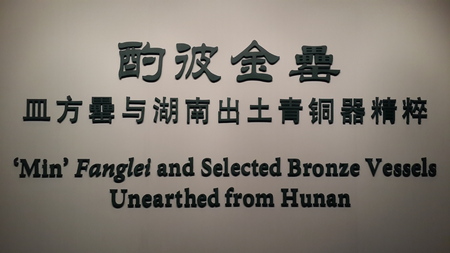 酌彼金罍
皿方罍与湖南出土青铜器精粹
‘Min’ Fanglei and Selected Bronze Vessels
Unearthed from Hunan